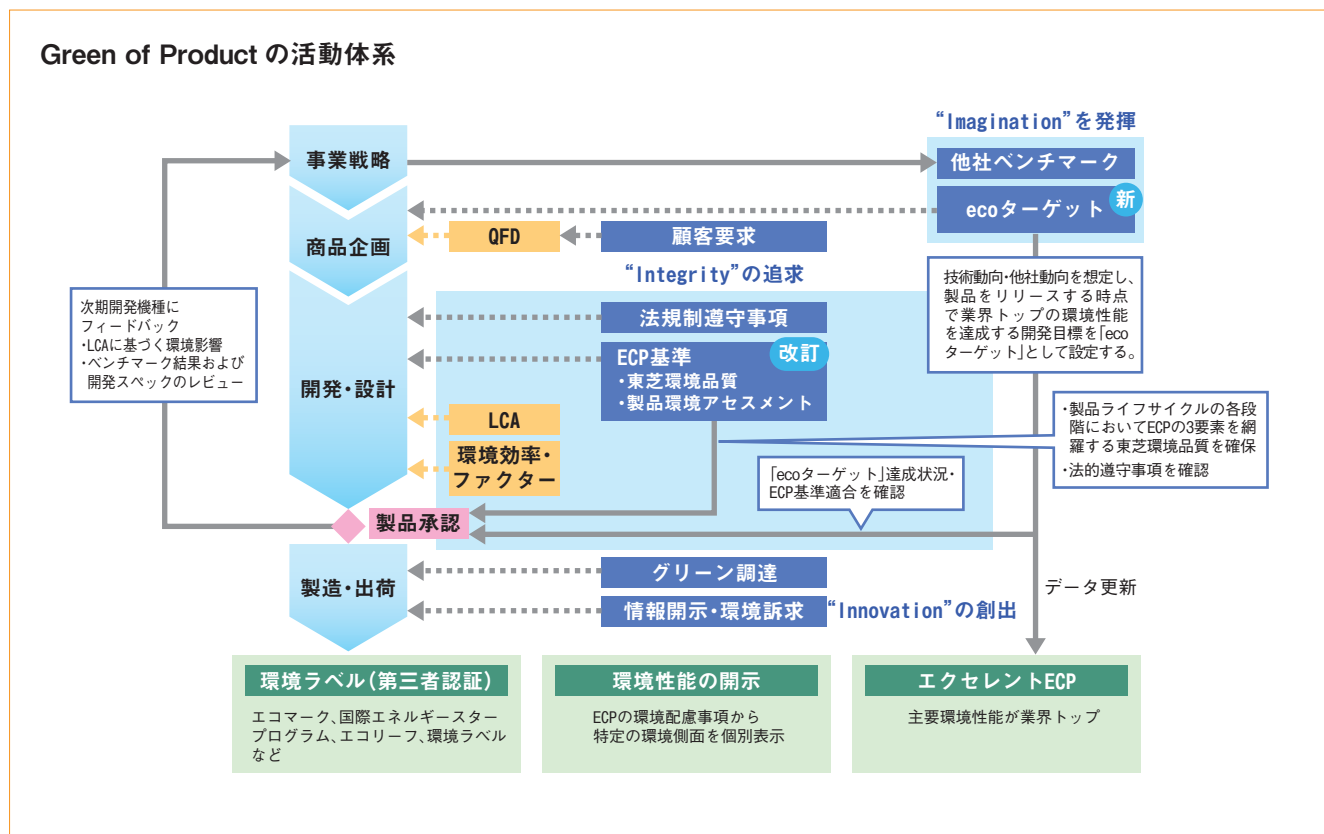 Green of Product の活動体系
“Imagination”を発揮
事業戦略
他社ベンチマーク
ecoターゲット
新
商品企画
QFD
顧客要求
“Integrity”の追求
技術動向・他社動向を想定し、
製品をリリースする時点
で業界トップの環境性能
を達成する開発目標を「eco
ターゲット」として設定する。
次期開発機種に
フィードバック
・LCAに基づく環境影響
・ベンチマーク結果および
開発スペックのレビュー
法規制遵守事項
開発・設計
ECP基準
改訂
・東芝環境品質
・製品環境アセスメント
LCA
環境効率・
ファクター
・製品ライフサイクルの各段
階においてECPの3要素を網
羅する東芝環境品質を確保
・法的遵守事項を確認
「ecoターゲット」達成状況・
ECP基準適合を確認
製品承認
製造・出荷
グリーン調達
データ更新
情報開示・環境訴求
“Innovation”の創出
環境ラベル(第三者認証)
エコマーク、国際エネルギースター
プログラム、エコリーフ、環境ラベル
など
環境性能の開示
ECPの環境配慮事項から
特定の環境側面を個別表示
エクセレントECP
主要環境性能が業界トップ